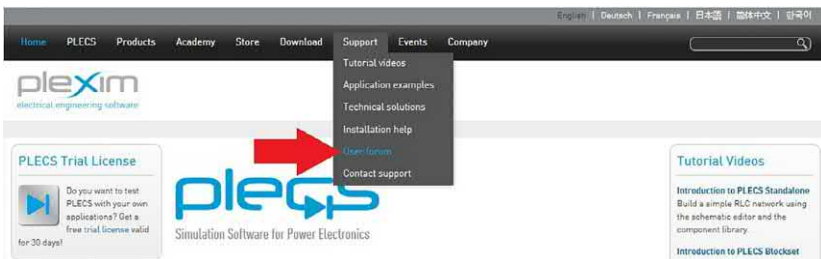 English | Deutsch | Français | 日本語 | 简体中文 | 한국어
Home PLECS Products Academy Store Download Support Events Company
Tutorial videos
Application examples
Technical solutions
Installation help
User forum
Contact support
plexim
electrical engineering software
PLECS Trial License
Do you want to test
PLECS with your own
applications? Get a
free trial license valid
for 30 days!
plecs
Simulation Software for Power Electronics
Tutorial Videos
Introduction to PLECS Standalone
Build a simple RLC network using
the schematic editor and the
component library.
Introduction to PLECS Blockset